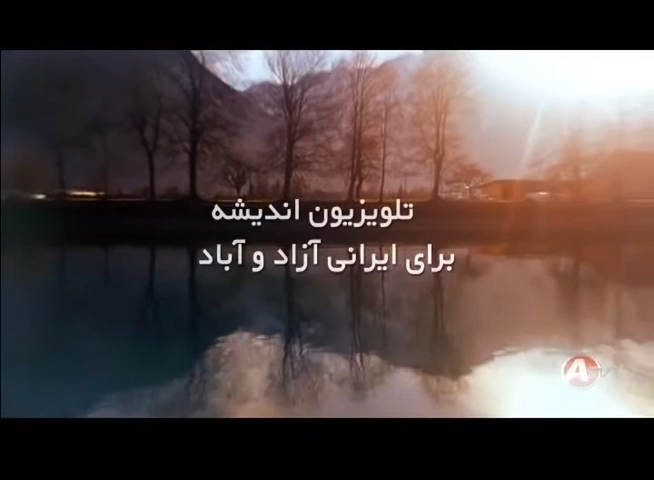 تلویزیون اندیشه
برای ایرانی آزاد و آباد
A